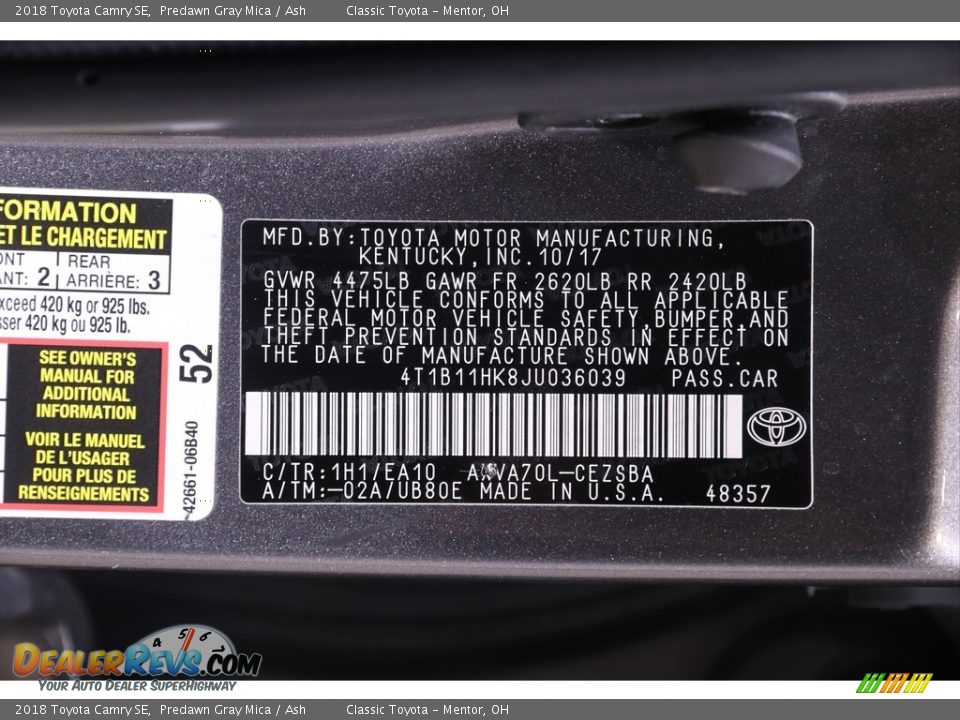 2018 Toyota Camry SE, Predawn Gray Mica / Ash Classic Toyota - Mentor, OH
FORMATION
ET LE CHARGEMENT
REAR
2 ARRIÈRE: 3
420 kg or 925 lbs.
420 kg ou 925 lb.
SEE OWNER'S
MANUAL FOR
ADDITIONAL
INFORMATION
VOIR LE MANUEL
DE L'USAGER
POUR PLUS DE
RENSEIGNEMENTS
52
42661-06B40
MFD.BY:TOYOTA MOTOR MANUFACTURING,
KENTUCKY,INC.10/17
GVWR 4475LB GAWR FR 2620LB RR 2420LB
THIS VEHICLE CONFORMS TO ALL APPLICABLE
FEDERAL MOTOR VEHICLE SAFETY,BUMPER,AND
THEFT PREVENTION STANDARDS IN EFFECT ON
THE DATE OF MANUFACTURE SHOWN ABOVE.
4T1B11HK8JU036039 PASS.CAR
C/TR:1H1/EA10 AXVA70L-CEZSBA
A/TM:-02A/UB80E MADE IN U.S.A. 48357
4 5 6
DEALERREVS.COM
YOUR AUTO DEALER SUPERHIGHWAY
2018 Toyota Camry SE, Predawn Gray Mica / Ash Classic Toyota - Mentor, OH